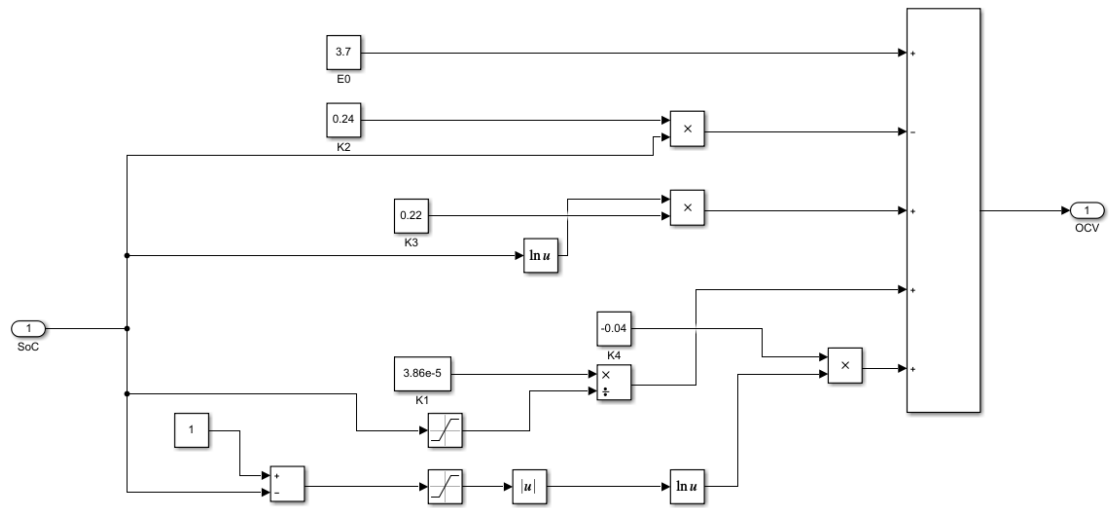 3.7
+
E0
0.24
×
−
K2
0.22
×
+
K3
ln u
1
OCV
+
1
SoC
-0.04
K4
×
+
3.86e-5
×
÷
K1
1
+
−
|u|
ln u